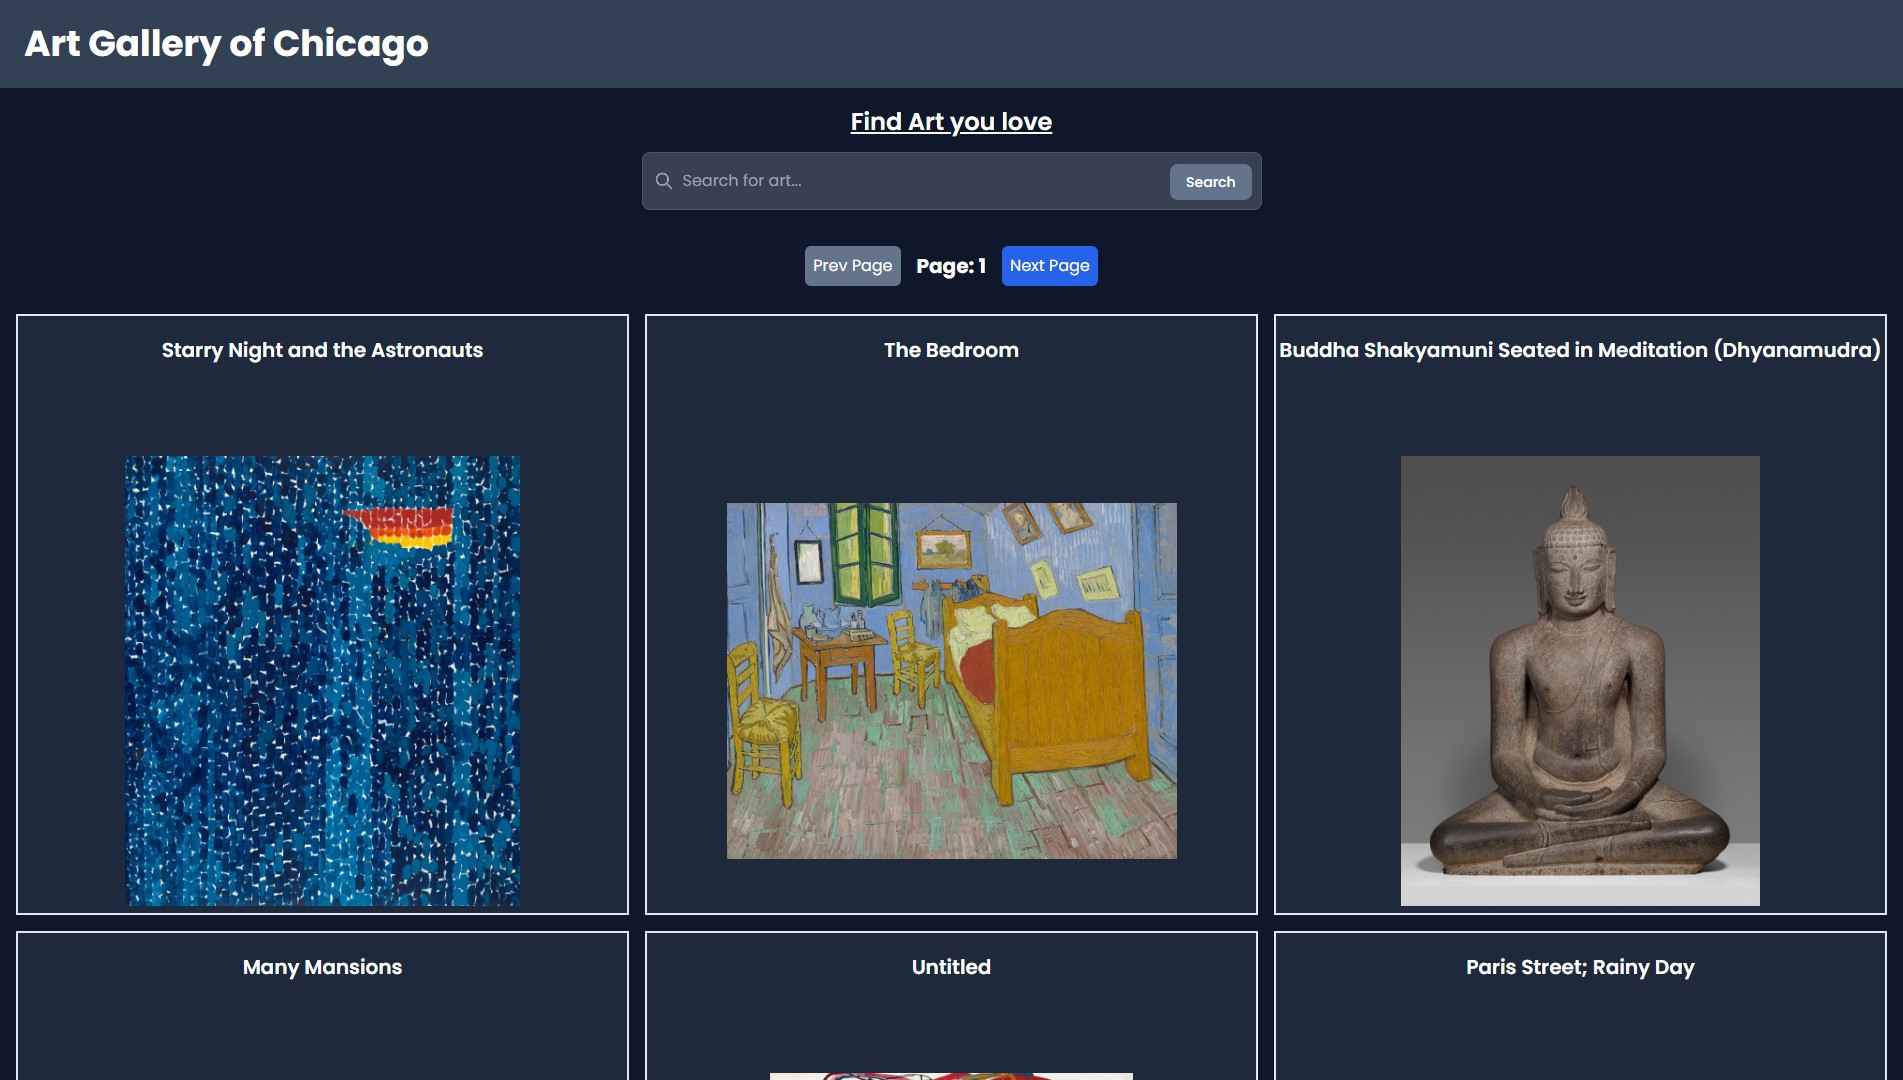 Art Gallery of Chicago
Find Art you love
Search for art...
Search
Prev Page
Page: 1
Next Page
Starry Night and the Astronauts
The Bedroom
Buddha Shakyamuni Seated in Meditation (Dhyanamudra)
Many Mansions
Untitled
Paris Street; Rainy Day